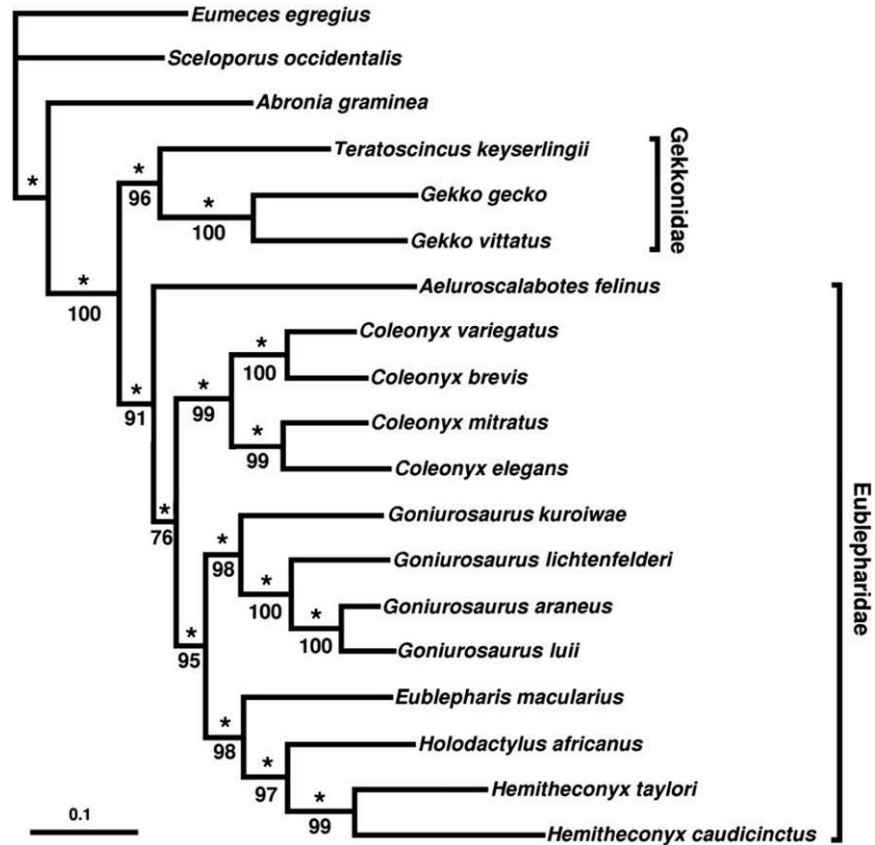 Eumeces egregius
Sceloporus occidentalis
Abronia graminea
*
Teratoscincus keyserlingii
*
96
Gekko gecko
*
100
Gekko vittatus
Gekkonidae
*
100
Aeluroscalabotes felinus
*
91
Coleonyx variegatus
*
100
Coleonyx brevis
*
99
Coleonyx mitratus
*
99
Coleonyx elegans
*
76
Goniurosaurus kuroiwae
*
98
Goniurosaurus lichtenfelderi
*
100
Goniurosaurus araneus
*
100
Goniurosaurus luii
*
95
Eublepharis macularius
*
98
Holodactylus africanus
*
97
Hemitheconyx taylori
*
99
Hemitheconyx caudicinctus
Eublepharidae
0.1